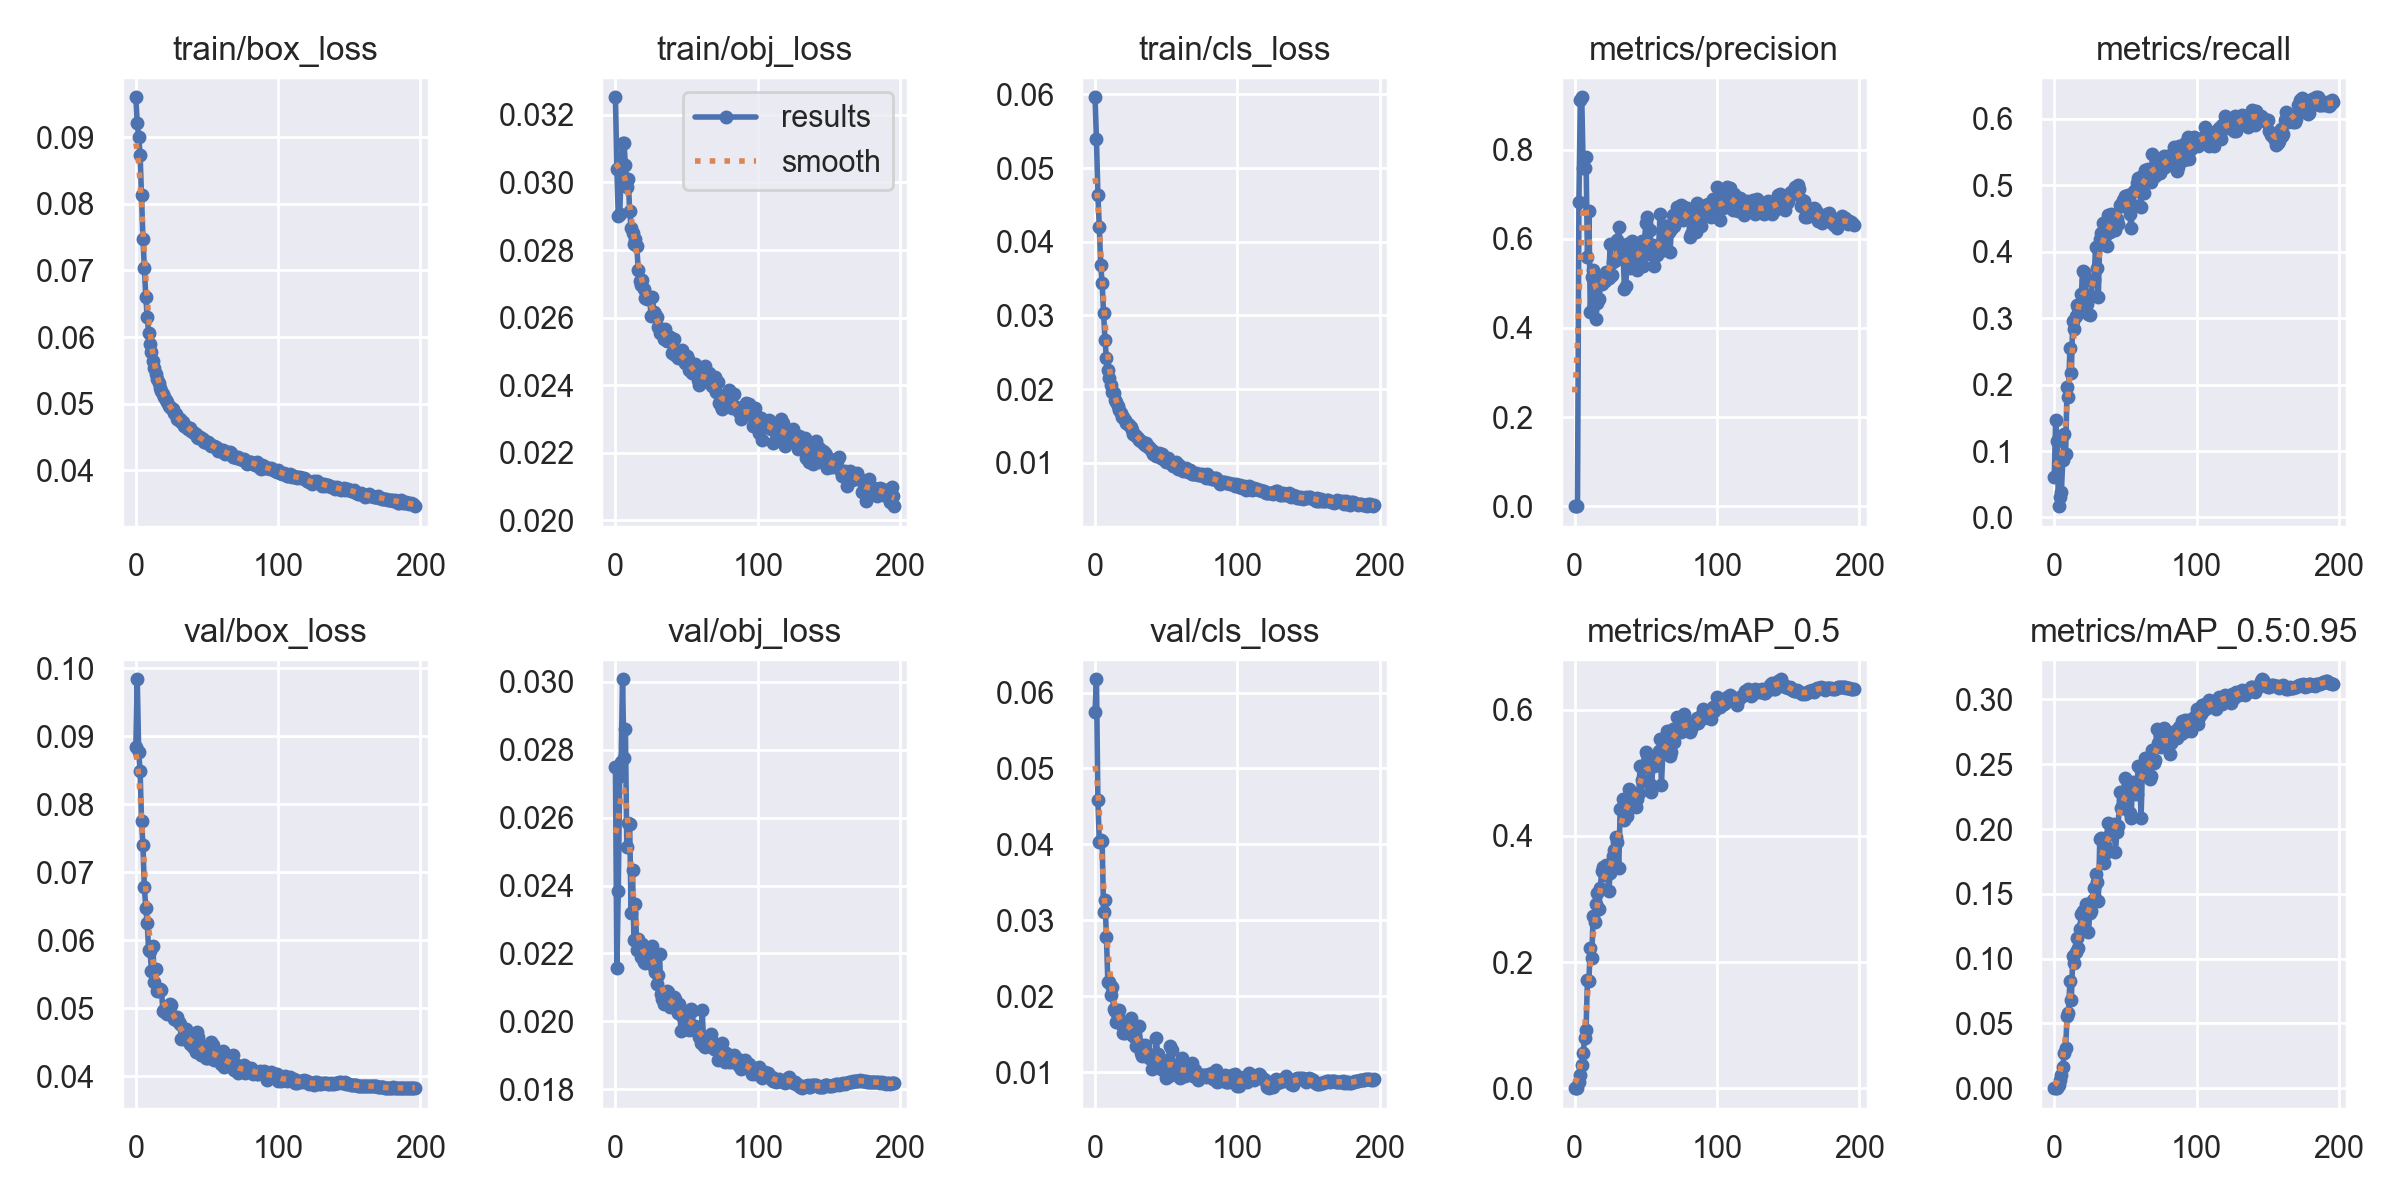 train/box_loss
train/obj_loss
train/cls_loss
metrics/precision
metrics/recall
0.09
0.08
0.07
0.06
0.05
0.04
0 100 200
0.032
0.030
0.028
0.026
0.024
0.022
0.020
0 100 200
results
smooth
0.06
0.05
0.04
0.03
0.02
0.01
0 100 200
0.8
0.6
0.4
0.2
0.0
0 100 200
0.6
0.5
0.4
0.3
0.2
0.1
0.0
0 100 200
val/box_loss
val/obj_loss
val/cls_loss
metrics/mAP_0.5
metrics/mAP_0.5:0.95
0.10
0.09
0.08
0.07
0.06
0.05
0.04
0 100 200
0.030
0.028
0.026
0.024
0.022
0.020
0.018
0 100 200
0.06
0.05
0.04
0.03
0.02
0.01
0 100 200
0.6
0.4
0.2
0.0
0 100 200
0.30
0.25
0.20
0.15
0.10
0.05
0.00
0 100 200